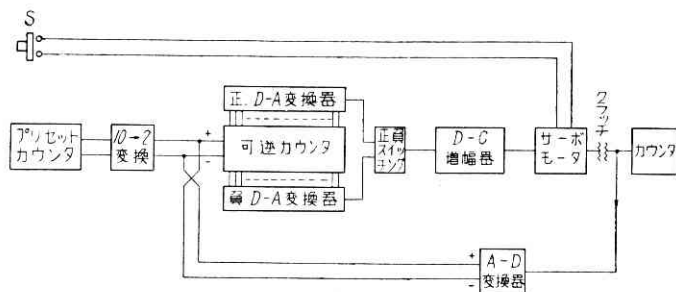 S
プリセット
カウンタ
10→2
変換
+
-
正. D-A 変換器
可逆カウンタ
負 D-A 変換器
正負
スイッ
チング
D-C
増幅器
サーボ
モータ
クラッチ
カウンタ
+
-
A-D
変換器